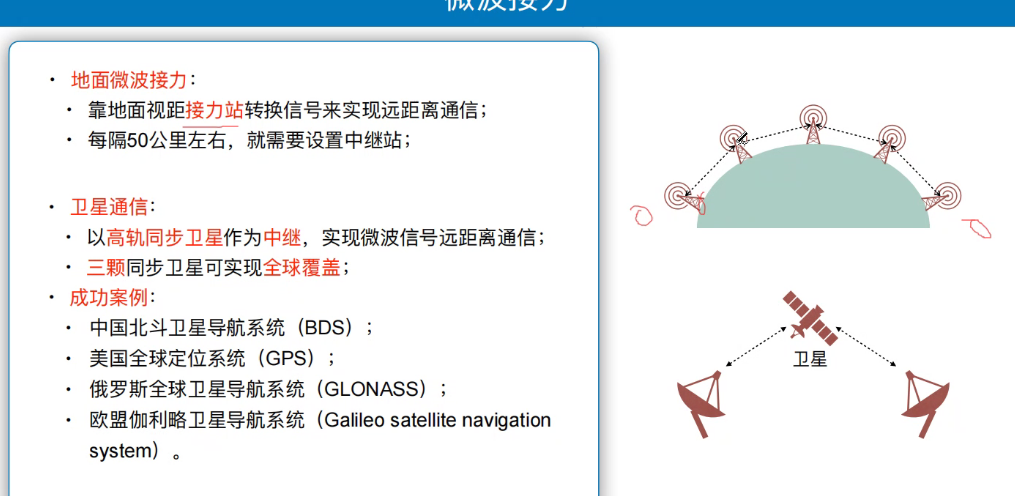 微波接力
• 地面微波接力：
• 靠地面视距接力站转换信号来实现远距离通信；
• 每隔50公里左右，就需要设置中继站；
• 卫星通信：
• 以高轨同步卫星作为中继，实现微波信号远距离通信；
• 三颗同步卫星可实现全球覆盖；
• 成功案例：
• 中国北斗卫星导航系统（BDS）；
• 美国全球定位系统（GPS）；
• 俄罗斯全球卫星导航系统（GLONASS）；
• 欧盟伽利略卫星导航系统（Galileo satellite navigation
system）。
卫星